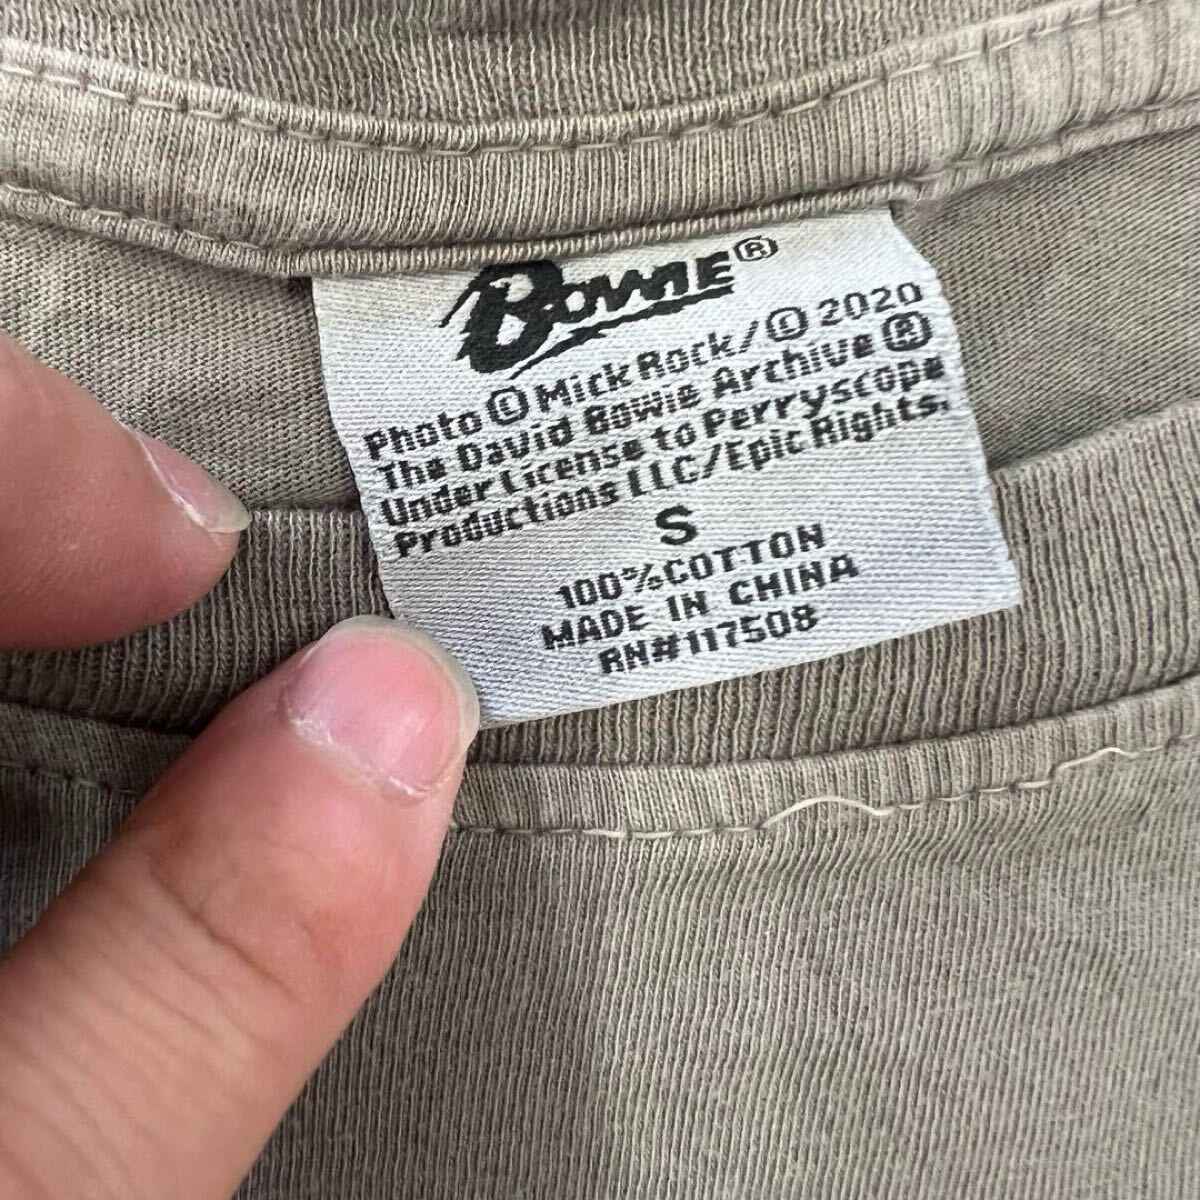 BOWIE®
Photo © Mick Rock/© 2020
The David Bowie Archive®
Under License to Perryscope
Productions LLC/Epic Rights.
S
100%COTTON
MADE IN CHINA
RN#117508